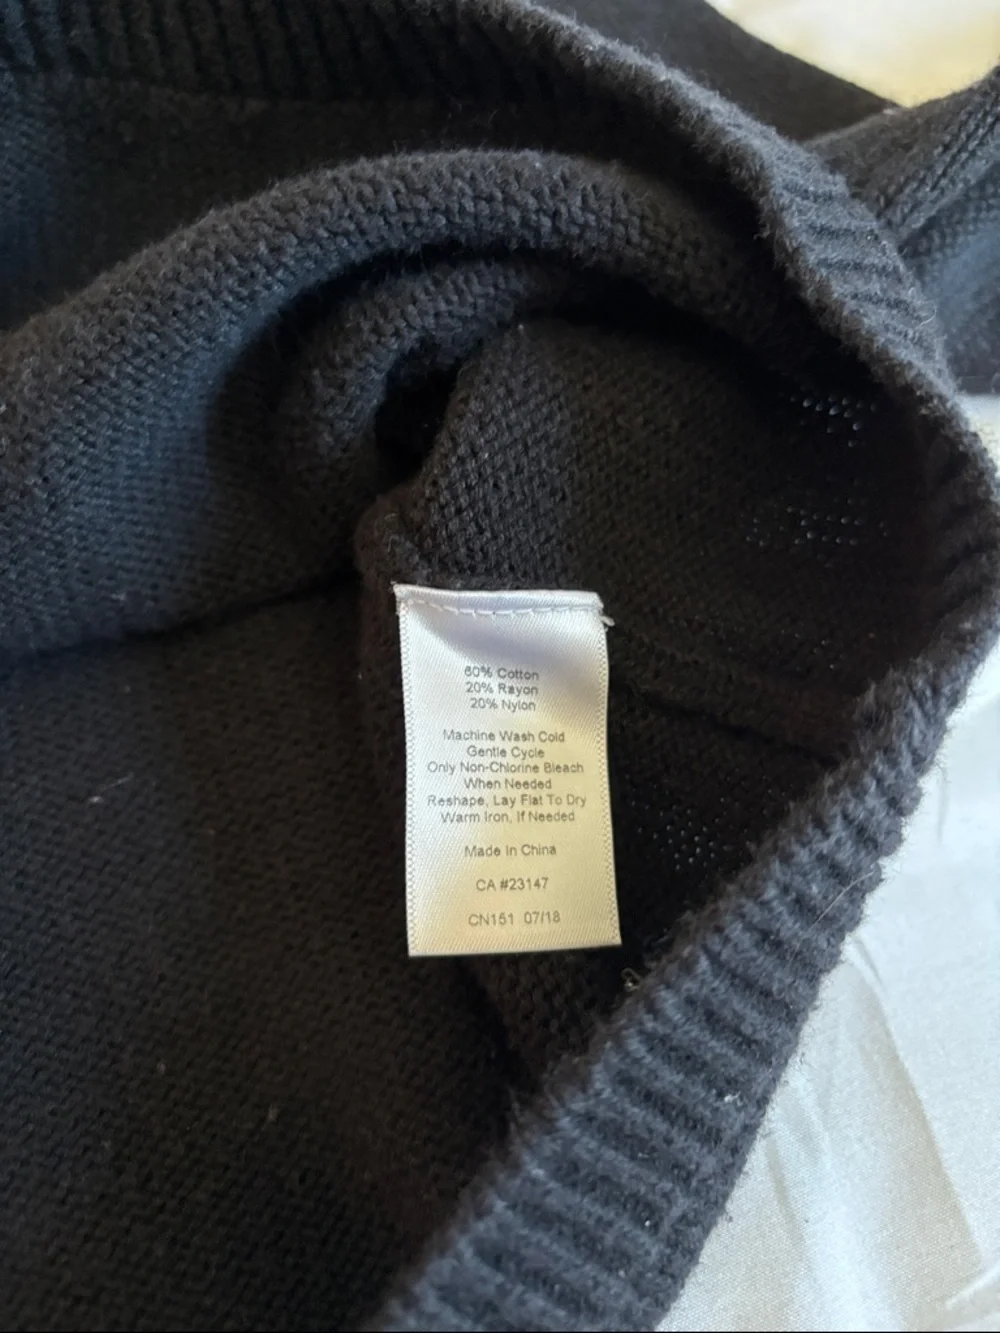 60% Cotton
20% Rayon
20% Nylon
Machine Wash Cold
Gentle Cycle
Only Non-Chlorine Bleach
When Needed
Reshape, Lay Flat To Dry
Warm Iron, If Needed
Made In China
CA #23147
CN151 07/18